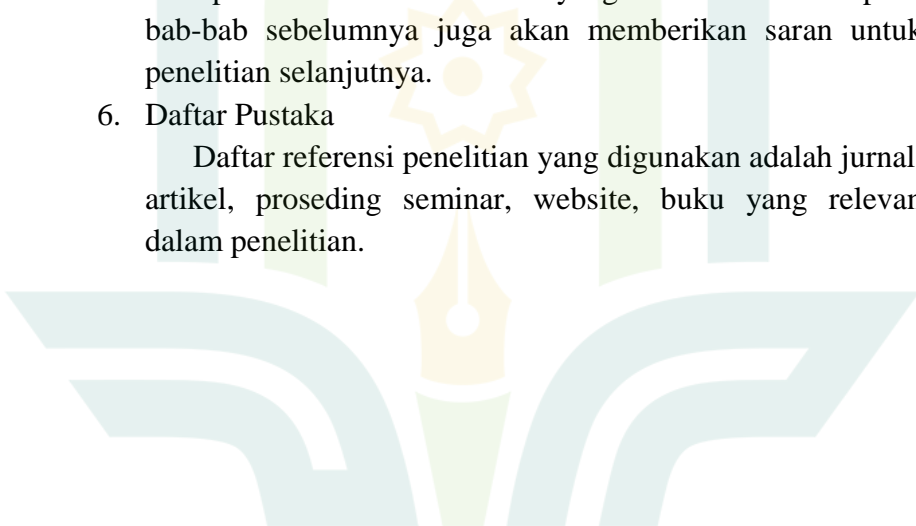 bab-bab sebelumnya juga akan memberikan saran untuk
penelitian selanjutnya.
6. Daftar Pustaka
Daftar referensi penelitian yang digunakan adalah jurnal,
artikel, proseding seminar, website, buku yang relevan
dalam penelitian.